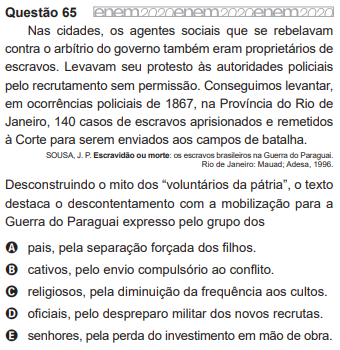 Questão 65 enem2020enem2020enem2020
Nas cidades, os agentes sociais que se rebelavam
contra o arbítrio do governo também eram proprietários de
escravos. Levavam seu protesto às autoridades policiais
pelo recrutamento sem permissão. Conseguimos levantar,
em ocorrências policiais de 1867, na Província do Rio de
Janeiro, 140 casos de escravos aprisionados e remetidos
à Corte para serem enviados aos campos de batalha.
SOUSA, J. P. Escravidão ou morte: os escravos brasileiros na Guerra do Paraguai.
Rio de Janeiro: Mauad; Adesa, 1996.
Desconstruindo o mito dos “voluntários da pátria”, o texto
destaca o descontentamento com a mobilização para a
Guerra do Paraguai expresso pelo grupo dos
A pais, pela separação forçada dos filhos.
B cativos, pelo envio compulsório ao conflito.
C religiosos, pela diminuição da frequência aos cultos.
D oficiais, pelo despreparo militar dos novos recrutas.
E senhores, pela perda do investimento em mão de obra.